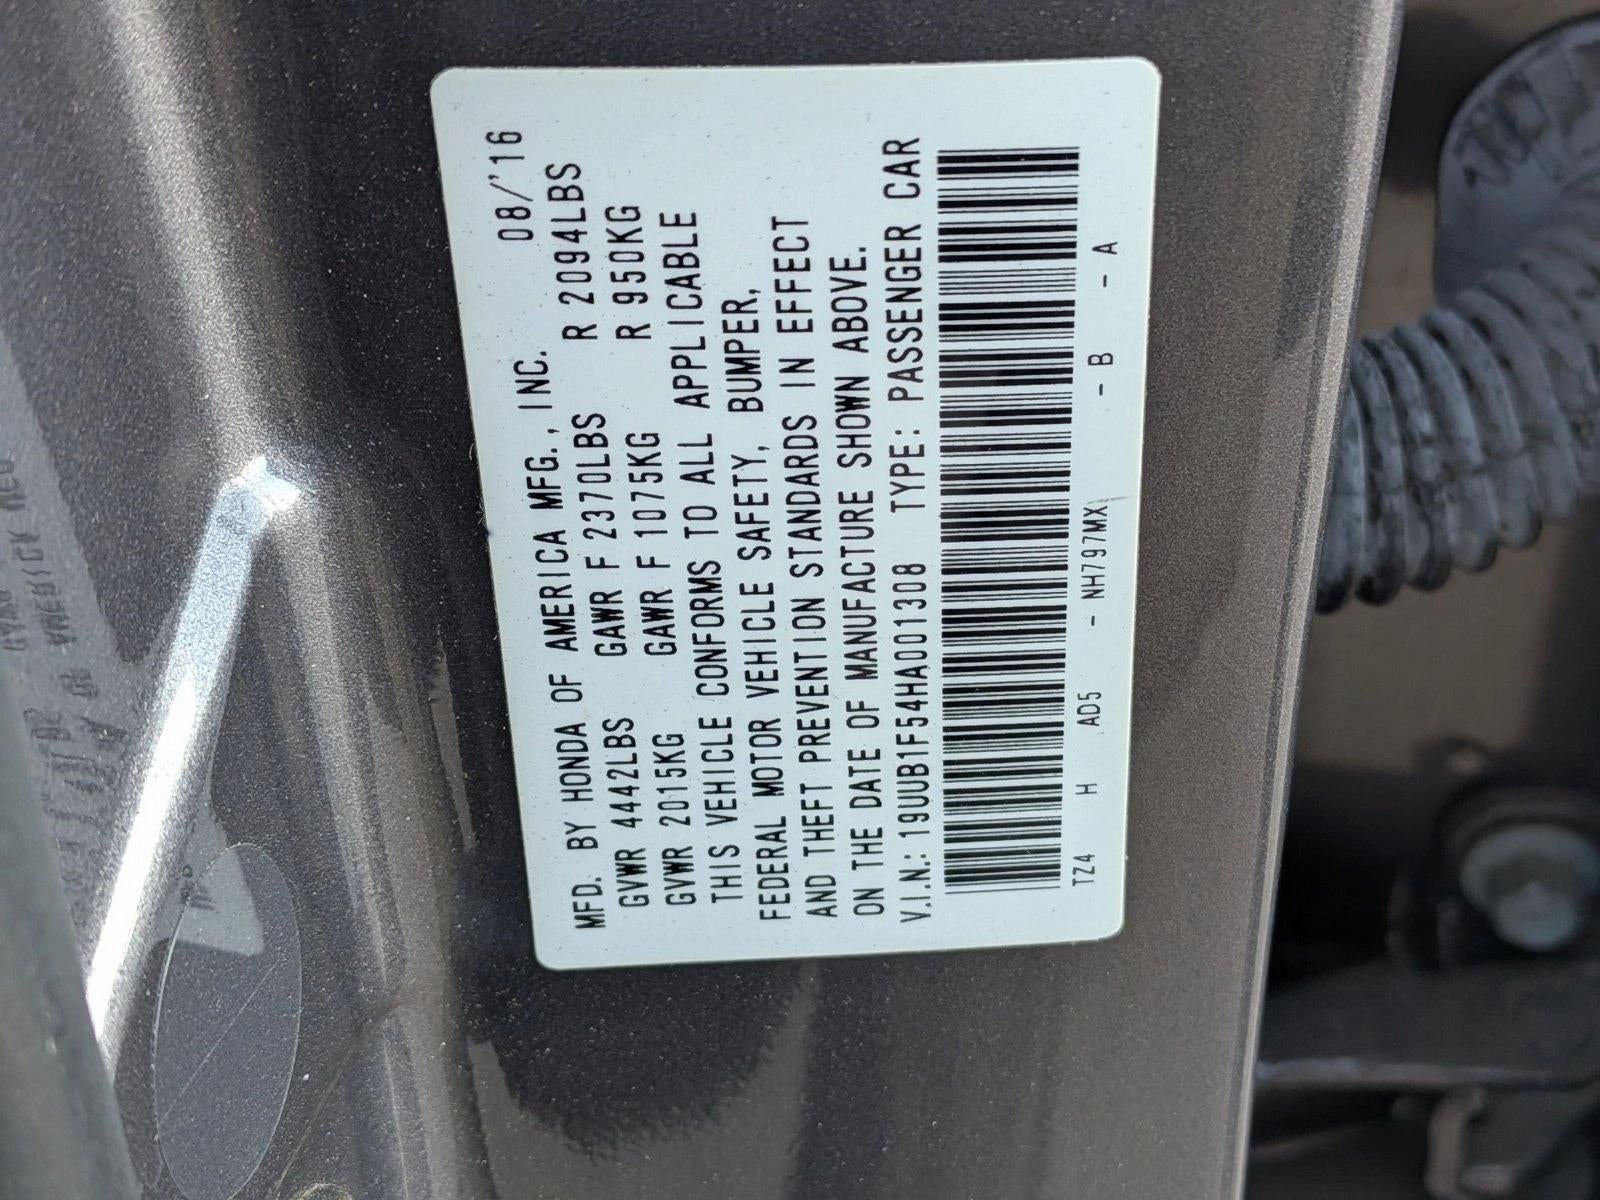 MFD. BY HONDA OF AMERICA MFG., INC. 08/'16
GVWR 4442LBS GAWR F 2370LBS R 2094LBS
GVWR 2015KG GAWR F 1075KG R 950KG
THIS VEHICLE CONFORMS TO ALL APPLICABLE
FEDERAL MOTOR VEHICLE SAFETY, BUMPER,
AND THEFT PREVENTION STANDARDS IN EFFECT
ON THE DATE OF MANUFACTURE SHOWN ABOVE.
V.I.N.: 19UUB1F54HA001308 TYPE: PASSENGER CAR
TZ4 H AD5 - NH797MX - B - A